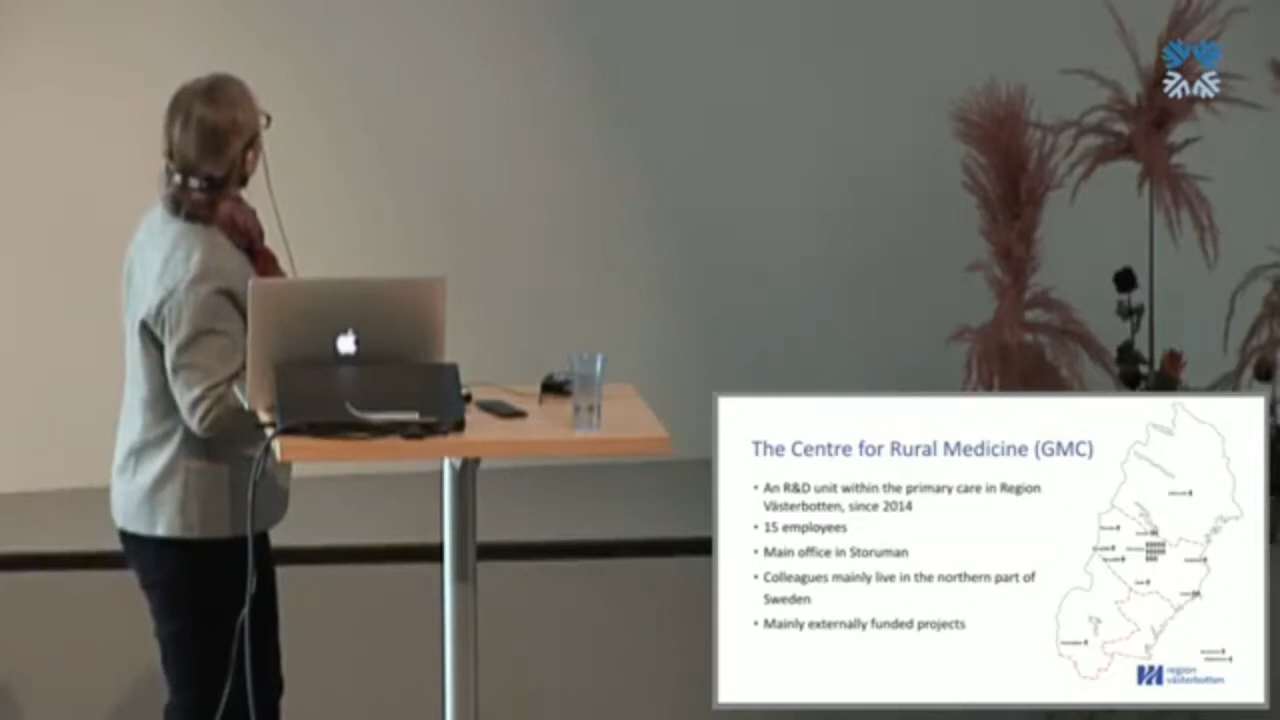 The Centre for Rural Medicine (GMC)
• An R&D unit within the primary care in Region
Västerbotten, since 2014
• 15 employees
• Main office in Storuman
• Colleagues mainly live in the northern part of
Sweden
• Mainly externally funded projects
region
västerbotten